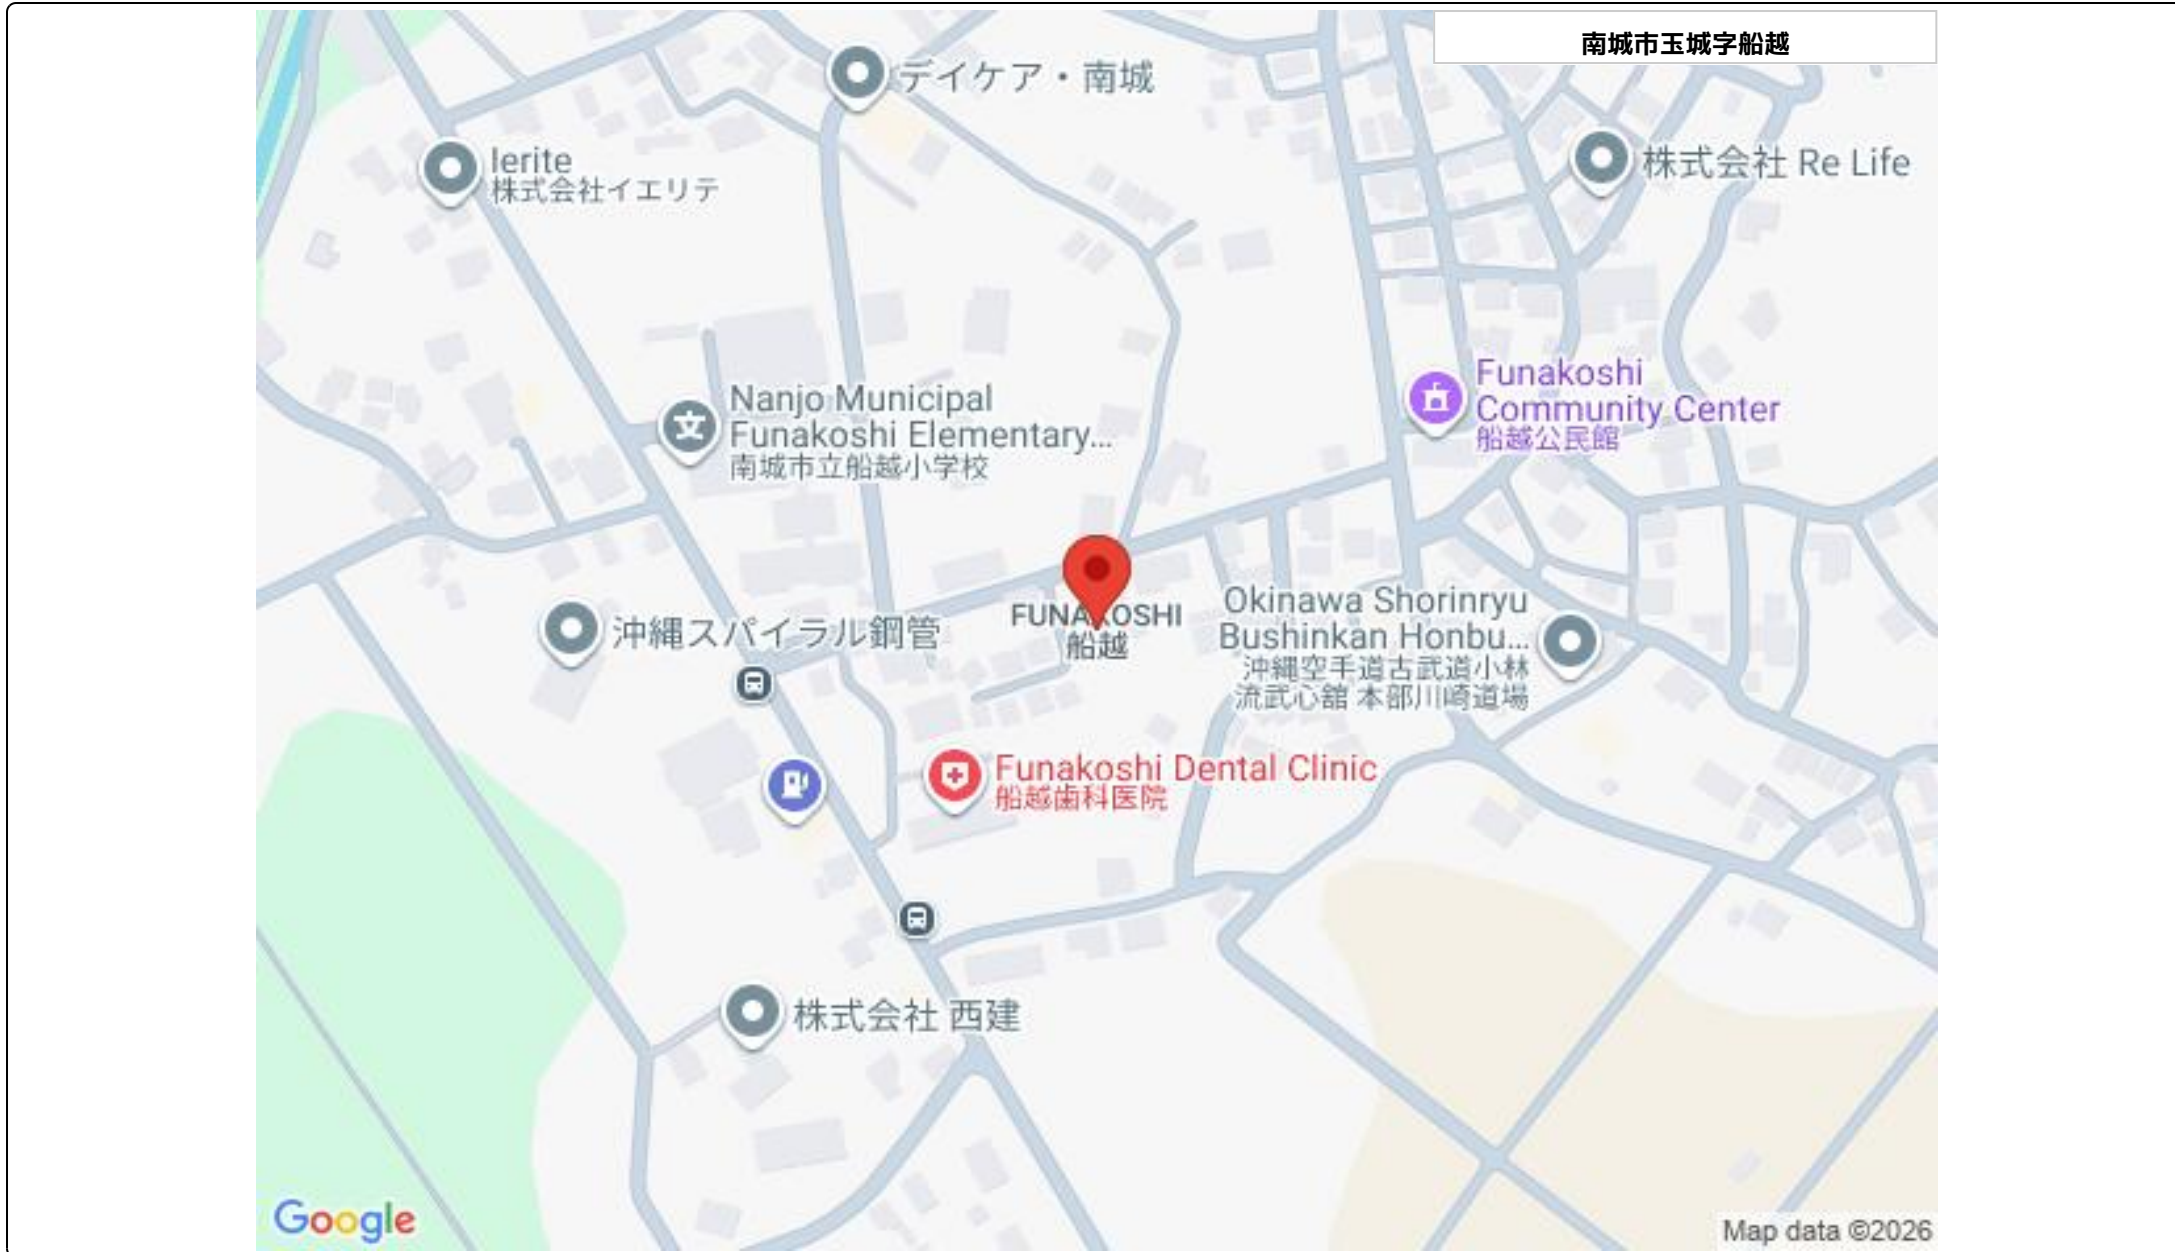 南城市玉城字船越
デイケア・南城
Ierite
株式会社イエリテ
株式会社 Re Life
Nanjo Municipal
Funakoshi Elementary...
南城市立船越小学校
文
Funakoshi
Community Center
船越公民館
FUNAKOSHI
船越
沖縄スパイラル鋼管
Okinawa Shorinryu
Bushinkan Honbu...
沖縄空手道古武道小林
流武心舘 本部川崎道場
Funakoshi Dental Clinic
船越歯科医院
株式会社 西建
Google
Map data ©2026